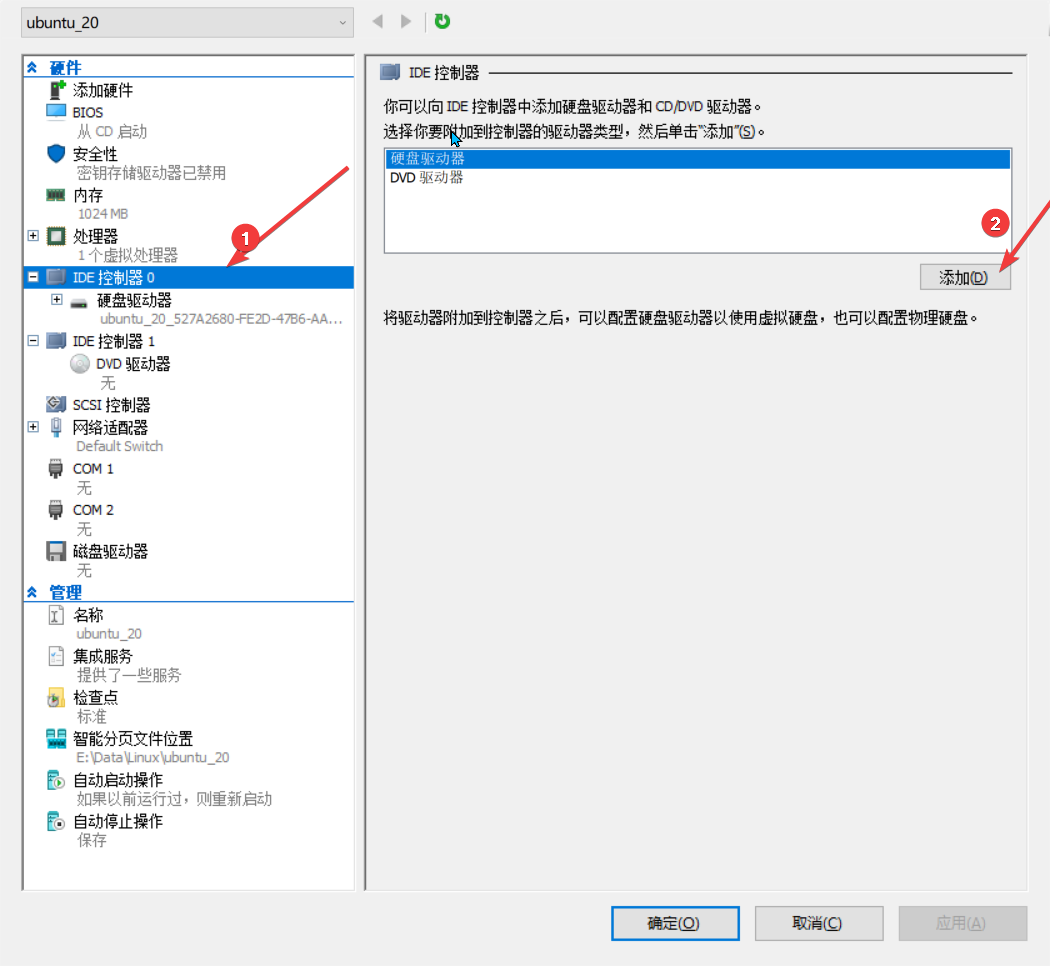 ubuntu_20
硬件
添加硬件
BIOS
从 CD 启动
安全性
密钥存储驱动器已禁用
内存
1024 MB
处理器
1 个虚拟处理器
1
IDE 控制器 0
硬盘驱动器
ubuntu_20_527A2680-FE2D-47B6-AA...
IDE 控制器 1
DVD 驱动器
无
SCSI 控制器
网络适配器
Default Switch
COM 1
无
COM 2
无
磁盘驱动器
无
管理
名称
ubuntu_20
集成服务
提供了一些服务
检查点
标准
智能分页文件位置
E:\Data\Linux\ubuntu_20
自动启动操作
如果以前运行过，则重新启动
自动停止操作
保存
IDE 控制器
你可以向 IDE 控制器中添加硬盘驱动器和 CD/DVD 驱动器。
选择你要附加到控制器的驱动器类型，然后单击"添加"(S)。
硬盘驱动器
DVD 驱动器
2
添加(D)
将驱动器附加到控制器之后，可以配置硬盘驱动器以使用虚拟硬盘，也可以配置物理硬盘。
确定(O)
取消(C)
应用(A)